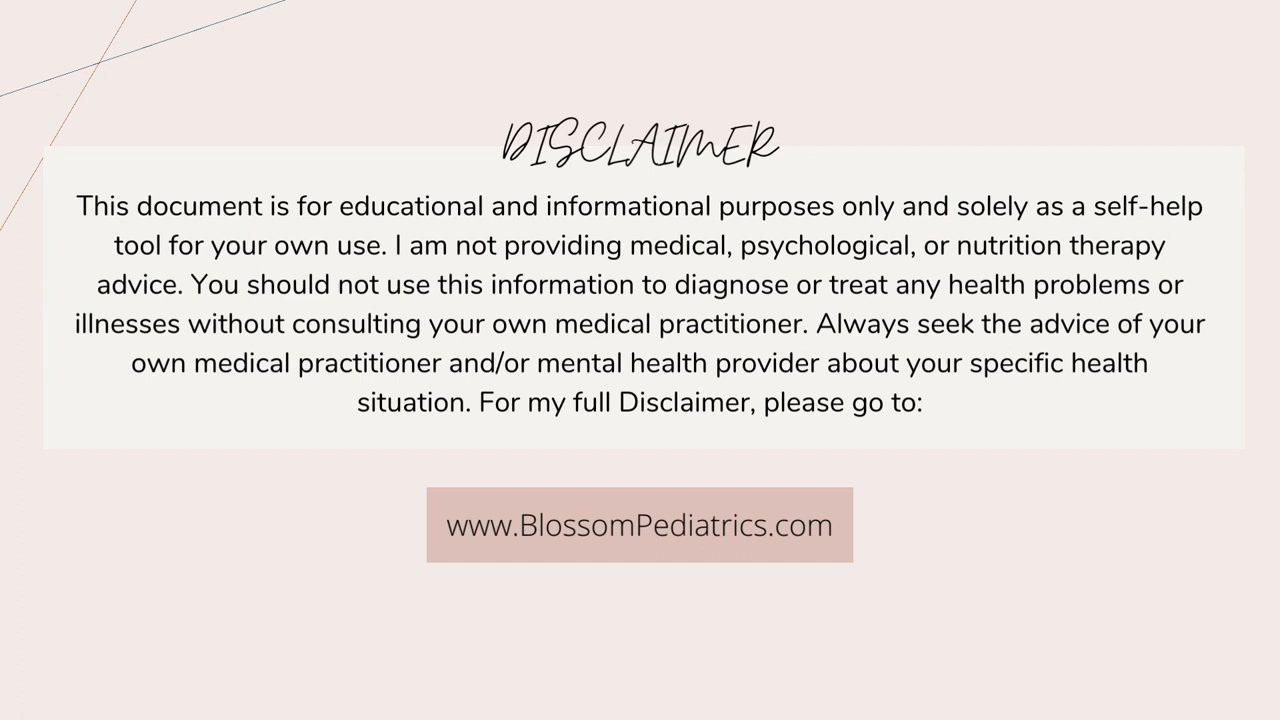 DISCLAIMER
This document is for educational and informational purposes only and solely as a self-help
tool for your own use. I am not providing medical, psychological, or nutrition therapy
advice. You should not use this information to diagnose or treat any health problems or
illnesses without consulting your own medical practitioner. Always seek the advice of your
own medical practitioner and/or mental health provider about your specific health
situation. For my full Disclaimer, please go to:
www.BlossomPediatrics.com